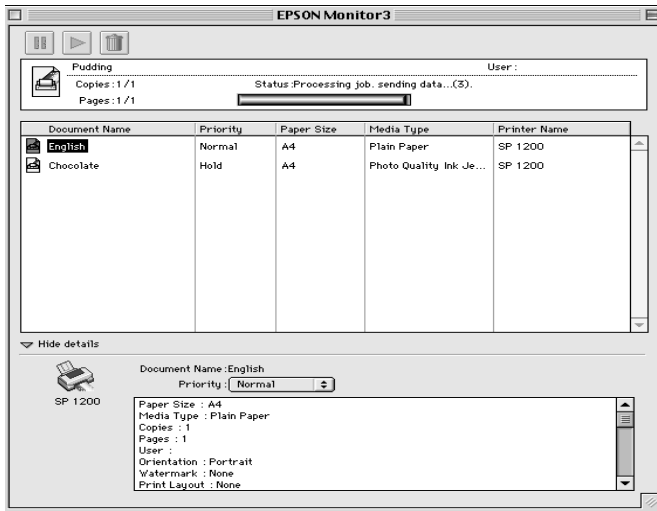 EPSON Monitor3
Pudding User :
Copies :1/1 Status :Processing job. sending data...(3).
Pages :1/1
Document Name Priority Paper Size Media Type Printer Name
English Normal A4 Plain Paper SP 1200
Chocolate Hold A4 Photo Quality Ink Je... SP 1200
Hide details
Document Name :English
Priority : Normal
SP 1200
Paper Size : A4
Media Type : Plain Paper
Copies : 1
Pages : 1
User :
Orientation : Portrait
Watermark : None
Print Layout : None